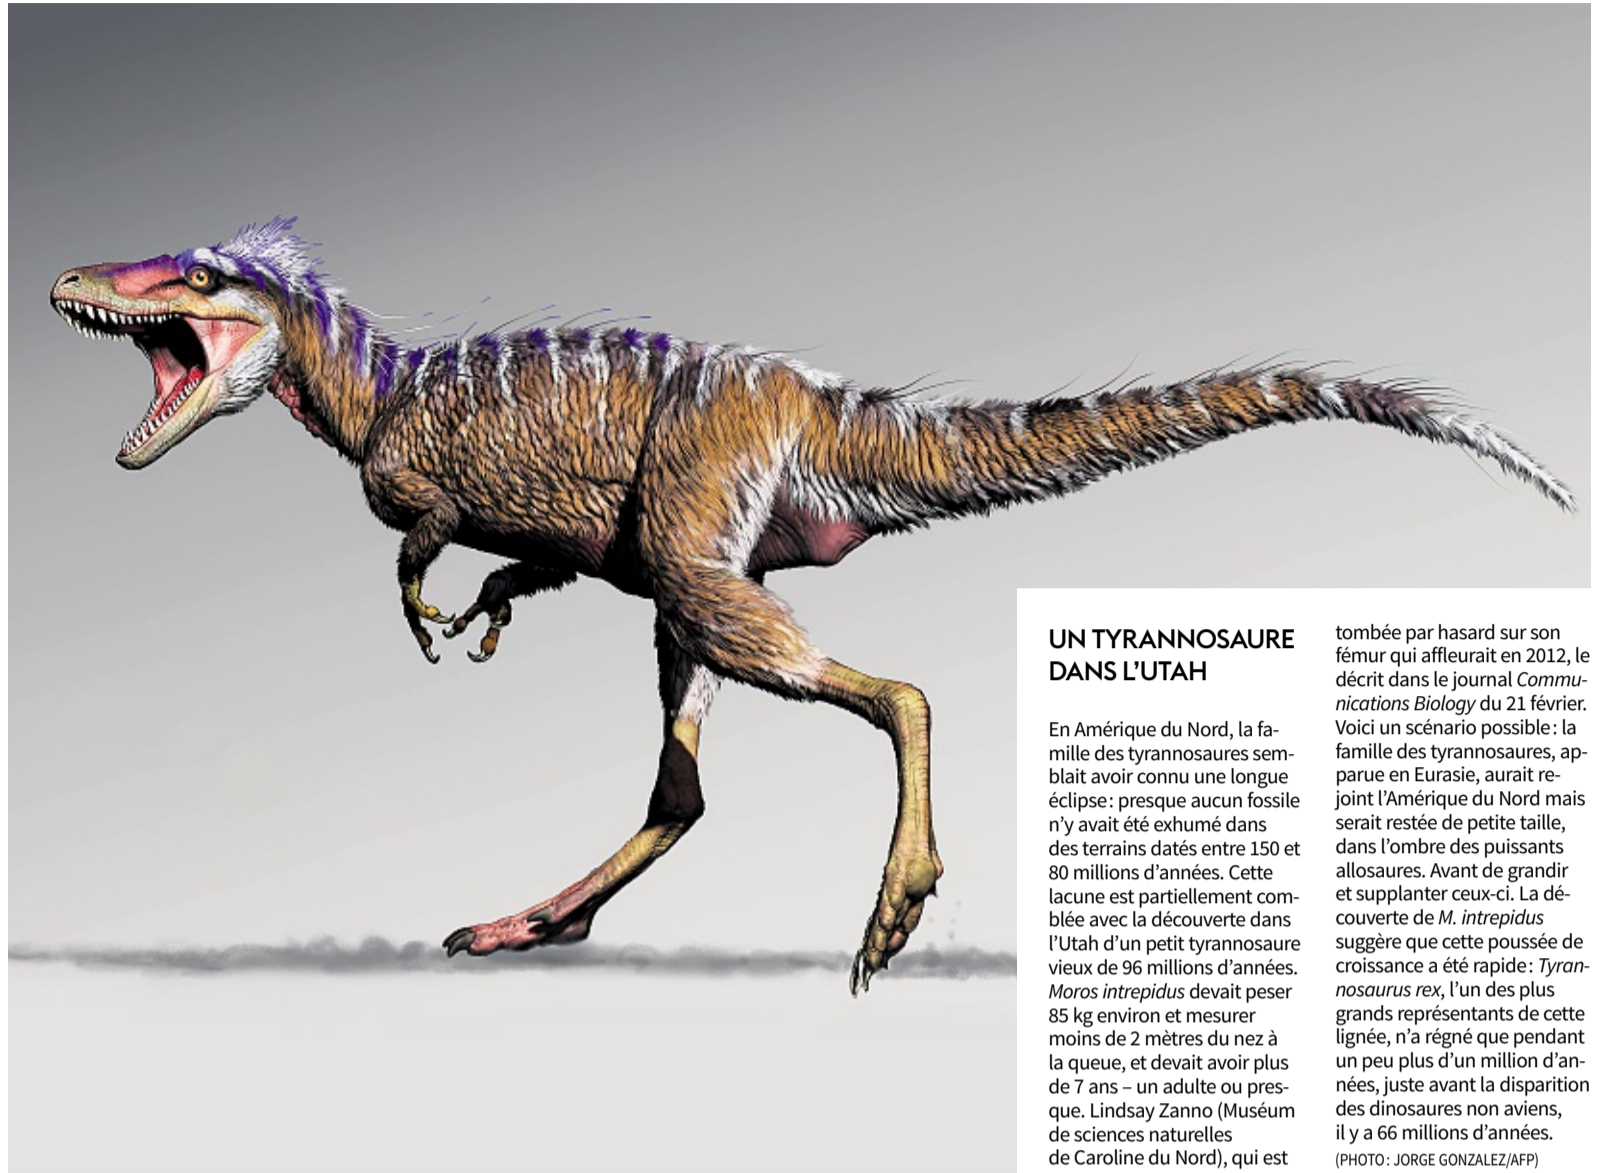 UN TYRANNOSAURE
DANS L’UTAH
En Amérique du Nord, la fa-
mille des tyrannosaures sem-
blait avoir connu une longue
éclipse : presque aucun fossile
n’y avait été exhumé dans
des terrains datés entre 150 et
80 millions d’années. Cette
lacune est partiellement com-
blée avec la découverte dans
l’Utah d’un petit tyrannosaure
vieux de 96 millions d’années.
Moros intrepidus devait peser
85 kg environ et mesurer
moins de 2 mètres du nez à
la queue, et devait avoir plus
de 7 ans – un adulte ou pres-
que. Lindsay Zanno (Muséum
de sciences naturelles
de Caroline du Nord), qui est
tombée par hasard sur son
fémur qui affleurait en 2012, le
décrit dans le journal Commu-
nications Biology du 21 février.
Voici un scénario possible : la
famille des tyrannosaures, ap-
parue en Eurasie, aurait re-
joint l’Amérique du Nord mais
serait restée de petite taille,
dans l’ombre des puissants
allosaures. Avant de grandir
et supplanter ceux-ci. La dé-
couverte de M. intrepidus
suggère que cette poussée de
croissance a été rapide : Tyran-
nosaurus rex, l’un des plus
grands représentants de cette
lignée, n’a régné que pendant
un peu plus d’un million d’an-
nées, juste avant la disparition
des dinosaures non aviens,
il y a 66 millions d’années.
(PHOTO : JORGE GONZALEZ/AFP)